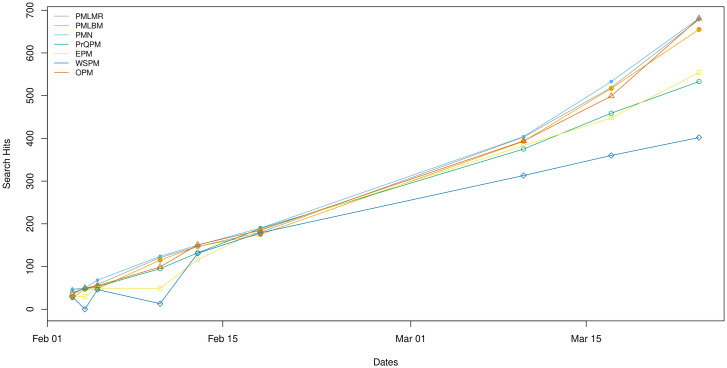 PMLMR
PMLBM
PMN
PrQPM
EPM
WSPM
OPM
700
600
500
400
300
200
100
0
Search Hits
Feb 01
Feb 15
Mar 01
Mar 15
Dates